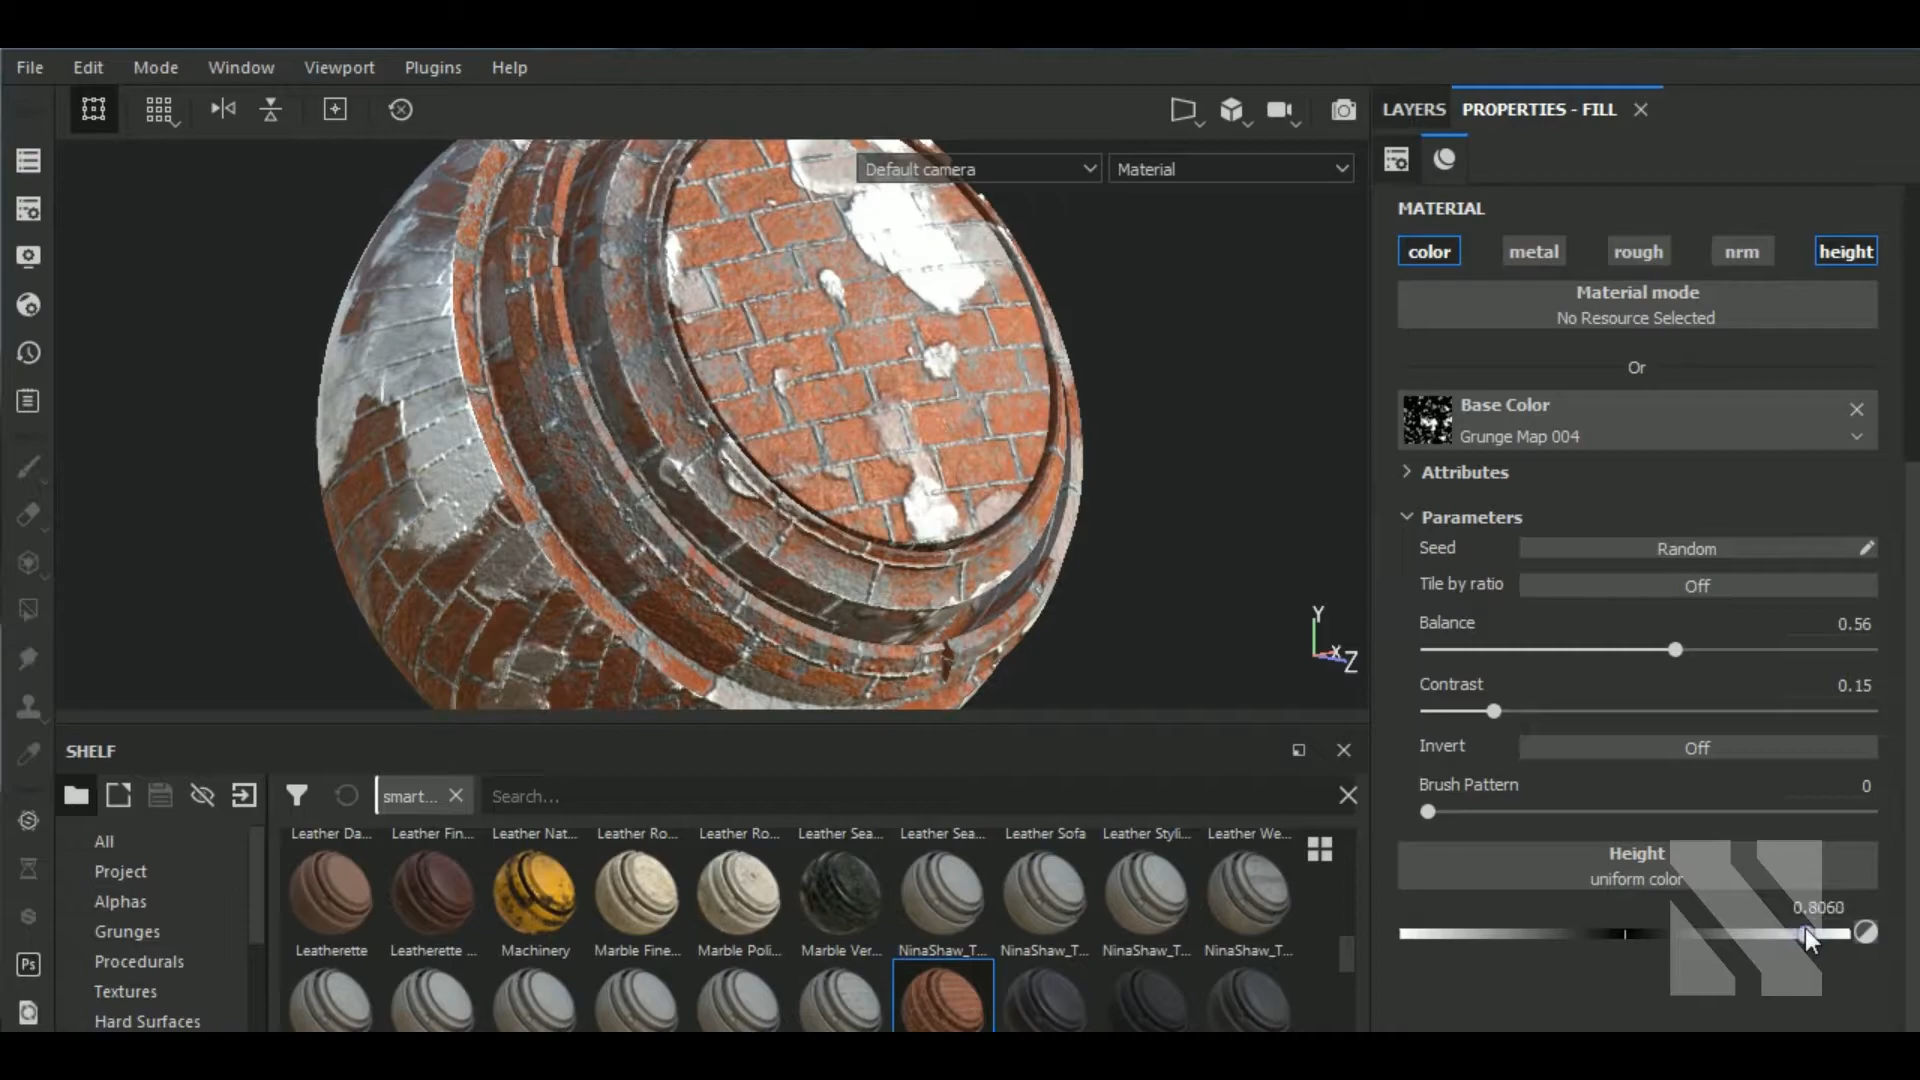 File Edit Mode Window Viewport Plugins Help
LAYERS PROPERTIES - FILL
Default camera Material
MATERIAL
color metal rough nrm height
Material mode
No Resource Selected
Or
Base Color
Grunge Map 004
Attributes
Parameters
Seed Random
Tile by ratio Off
Balance 0.56
Contrast 0.15
Invert Off
Brush Pattern 0
Height
uniform color
0.8060
Y
X
Z
SHELF
smart... Search...
All
Project
Alphas
Grunges
Procedurals
Textures
Hard Surfaces
Leather Da... Leather Fin... Leather Nat... Leather Ro... Leather Ro... Leather Sea... Leather Sea... Leather Sofa Leather Styli... Leather We...
Leatherette Leatherette ... Machinery Marble Fine... Marble Poli... Marble Ver... NinaShaw_T... NinaShaw_T... NinaShaw_T... NinaShaw_T...
Ps